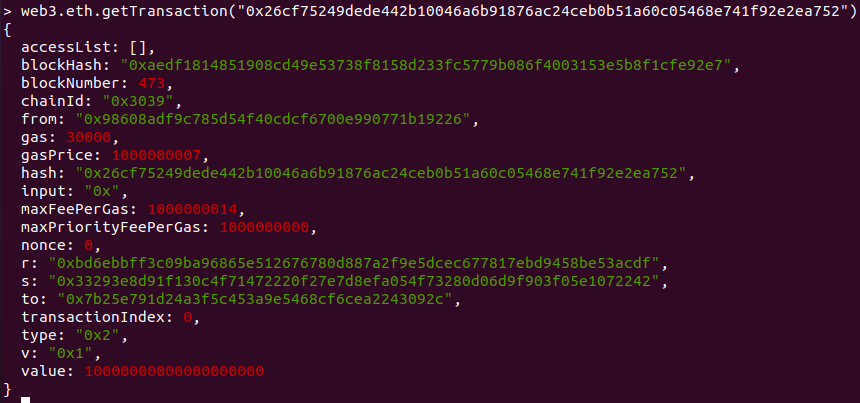 > web3.eth.getTransaction("0x26cf75249dede442b10046a6b91876ac24ceb0b51a60c05468e741f92e2ea752")
{
  accessList: [],
  blockHash: "0xaedf1814851908cd49e53738f8158d233fc5779b086f4003153e5b8f1cfe92e7",
  blockNumber: 473,
  chainId: "0x3039",
  from: "0x98608adf9c785d54f40cdcf6700e990771b19226",
  gas: 30000,
  gasPrice: 1000000007,
  hash: "0x26cf75249dede442b10046a6b91876ac24ceb0b51a60c05468e741f92e2ea752",
  input: "0x",
  maxFeePerGas: 1000000014,
  maxPriorityFeePerGas: 1000000000,
  nonce: 0,
  r: "0xbd6ebbff3c09ba96865e512676780d887a2f9e5dcec677817ebd9458be53acdf",
  s: "0x33293e8d91f130c4f71472220f27e7d8efa054f73280d06d9f903f05e1072242",
  to: "0x7b25e791d24a3f5c453a9e5468cf6cea2243092c",
  transactionIndex: 0,
  type: "0x2",
  v: "0x1",
  value: 10000000000000000000
}